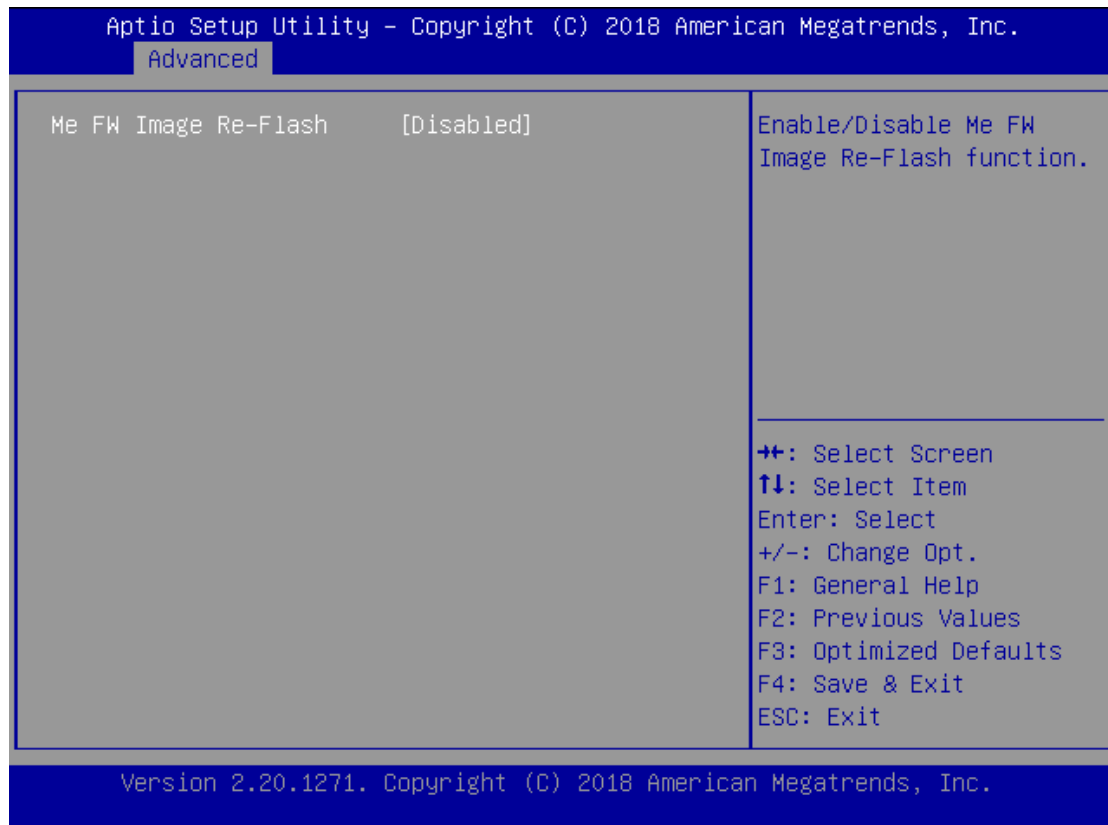 Aptio Setup Utility – Copyright (C) 2018 American Megatrends, Inc.
Advanced
Me FW Image Re-Flash [Disabled]
Enable/Disable Me FW
Image Re-Flash function.
→←: Select Screen
↑↓: Select Item
Enter: Select
+/-: Change Opt.
F1: General Help
F2: Previous Values
F3: Optimized Defaults
F4: Save & Exit
ESC: Exit
Version 2.20.1271. Copyright (C) 2018 American Megatrends, Inc.